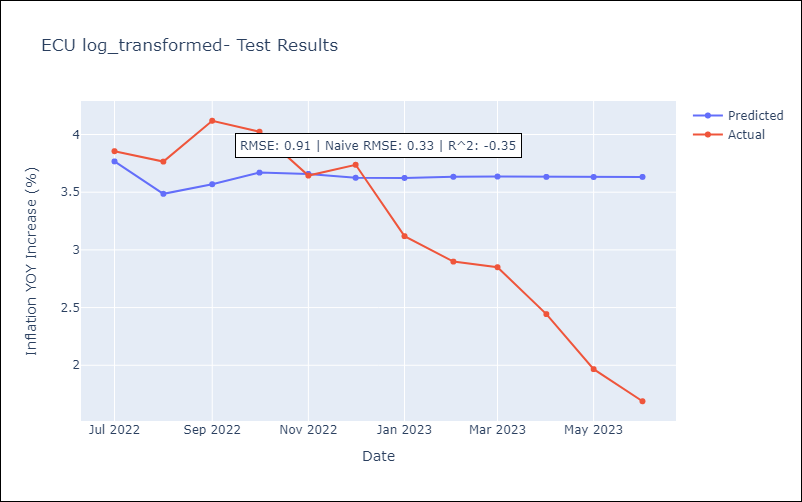 ECU log_transformed- Test Results
Predicted
Actual
RMSE: 0.91 | Naive RMSE: 0.33 | R^2: -0.35
Inflation YOY Increase (%)
4
3.5
3
2.5
2
Jul 2022 Sep 2022 Nov 2022 Jan 2023 Mar 2023 May 2023
Date